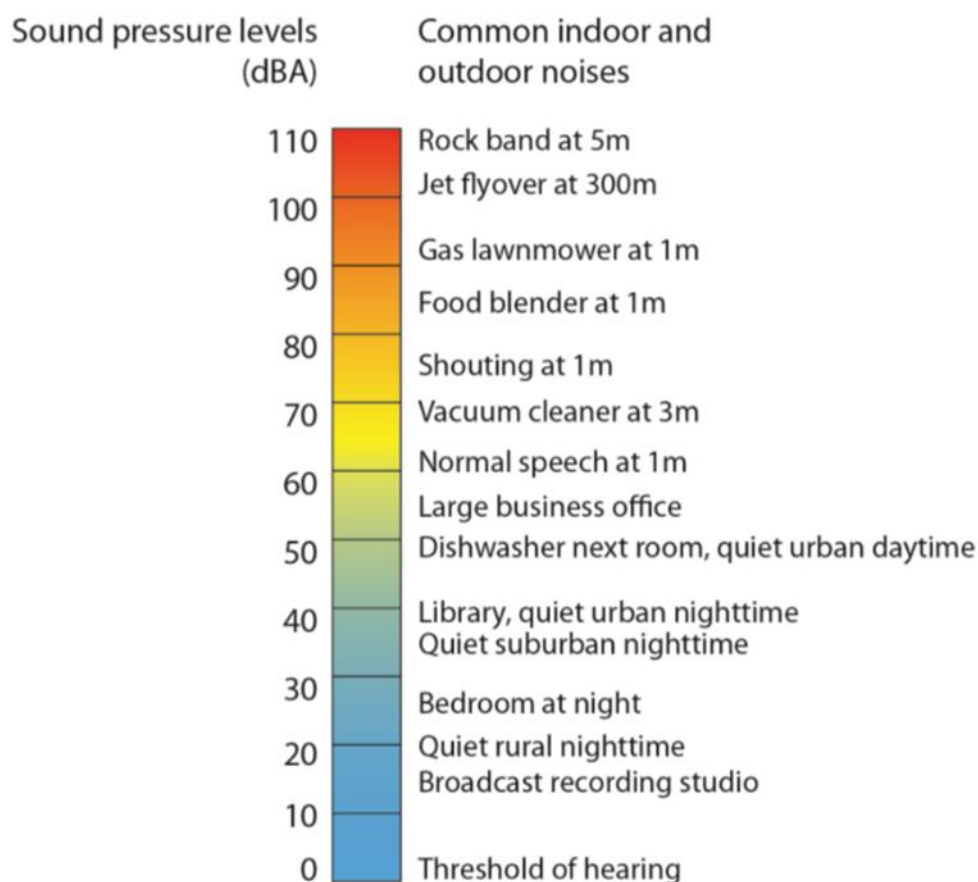 Sound pressure levels
(dBA)
Common indoor and
outdoor noises
110
Rock band at 5m
Jet flyover at 300m
100
Gas lawnmower at 1m
90
Food blender at 1m
80
Shouting at 1m
70
Vacuum cleaner at 3m
Normal speech at 1m
60
Large business office
50
Dishwasher next room, quiet urban daytime
40
Library, quiet urban nighttime
Quiet suburban nighttime
30
Bedroom at night
20
Quiet rural nighttime
Broadcast recording studio
10
0
Threshold of hearing